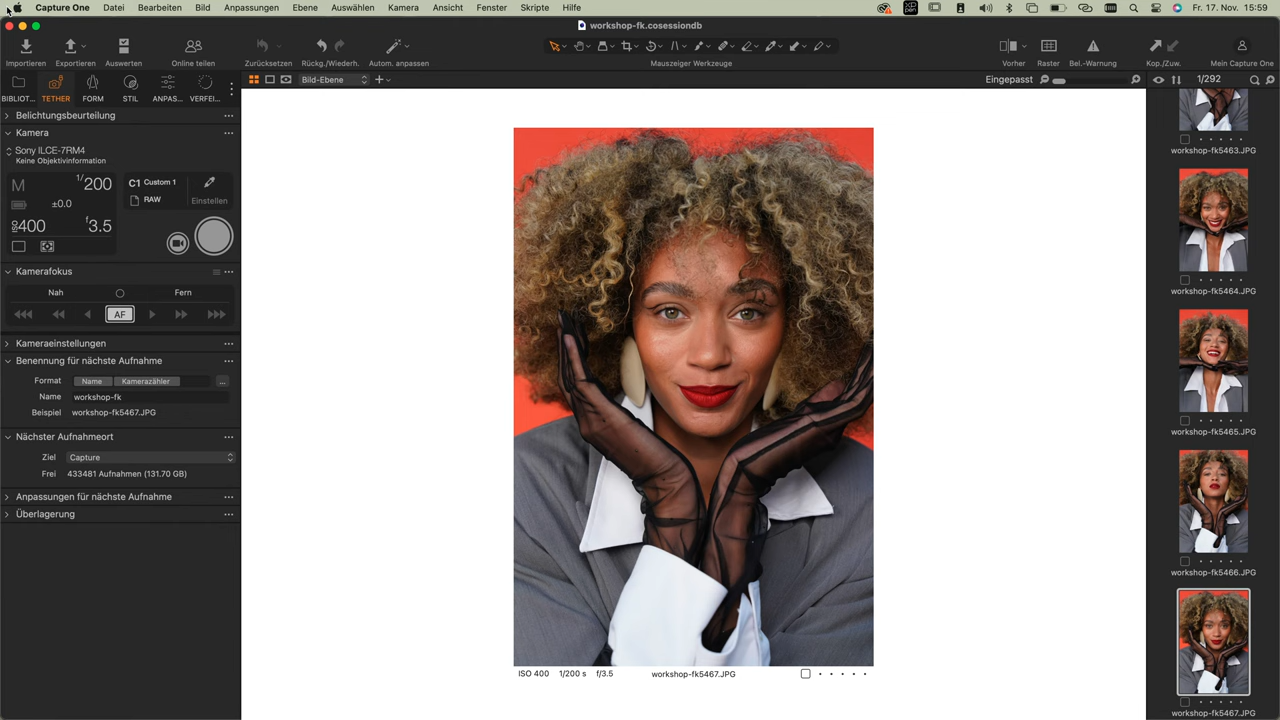 Capture One Datei Bearbeiten Bild Anpassungen Ebene Auswählen Kamera Ansicht Fenster Skripte Hilfe
XP pen
Fr. 17. Nov. 15:59
workshop-fk.cosessiondb
Importieren Exportieren Auswerten Online teilen Zurücksetzen Rückg./Wiederh. Autom. anpassen Mauszeiger Werkzeuge Vorher Raster Bel.-Warnung Kop./Zuw. Mein Capture One
Bild-Ebene Eingepasst 1/292
BIBLIOT... TETHER FORM STIL ANPAS... VERFEI...
Belichtungsbeurteilung
Kamera
Sony ILCE-7RM4
Keine Objektivinformation
M 1/200
±0.0
ISO 400 f3.5
C1 Custom 1
RAW
Einstellen
Kamerafokus
Nah Fern
AF
Kameraeinstellungen
Benennung für nächste Aufnahme
Format Name Kamerazähler ...
Name workshop-fk
Beispiel workshop-fk5467.JPG
Nächster Aufnahmeort
Ziel Capture
Frei 433481 Aufnahmen (131.70 GB)
Anpassungen für nächste Aufnahme
Überlagerung
ISO 400 1/200 s f/3.5 workshop-fk5467.JPG
workshop-fk5463.JPG
workshop-fk5464.JPG
workshop-fk5465.JPG
workshop-fk5466.JPG
workshop-fk5467.JPG